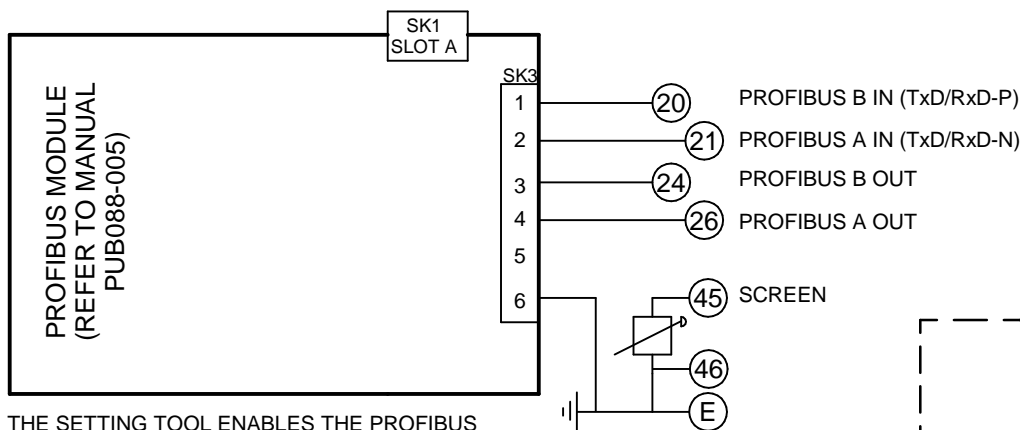 SK1
SLOT A
PROFIBUS MODULE
(REFER TO MANUAL
PUB088-005)
SK3
1
20
PROFIBUS B IN (TxD/RxD-P)
2
21
PROFIBUS A IN (TxD/RxD-N)
3
24
PROFIBUS B OUT
4
26
PROFIBUS A OUT
5
6
45
SCREEN
46
E
THE SETTING TOOL ENABLES THE PROFIBUS